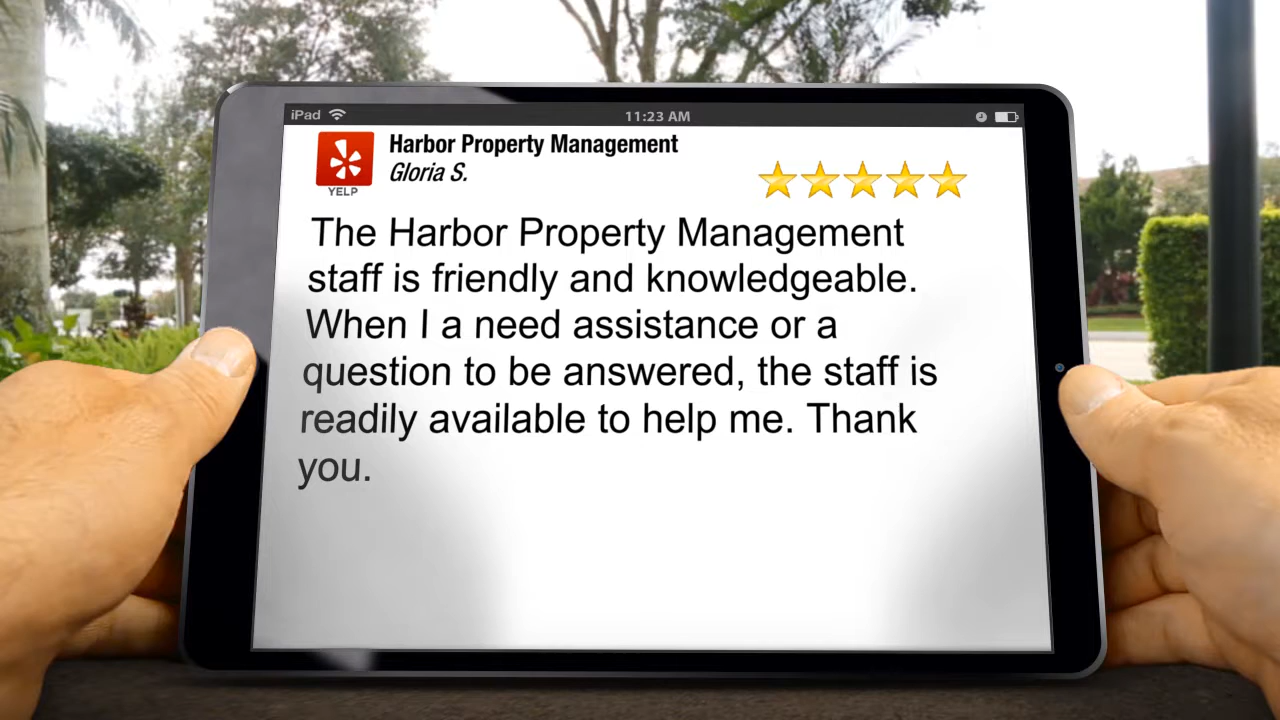 iPad 11:23 AM
Harbor Property Management
Gloria S.
YELP
The Harbor Property Management
staff is friendly and knowledgeable.
When I a need assistance or a
question to be answered, the staff is
readily available to help me. Thank
you.